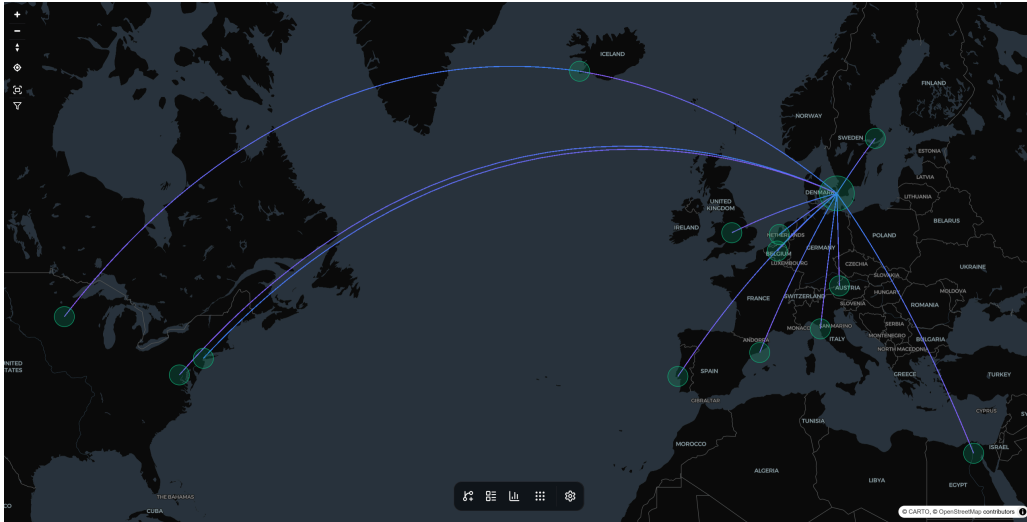 ICELAND
FINLAND
NORWAY
SWEDEN
ESTONIA
LATVIA
DENMARK
LITHUANIA
UNITED
KINGDOM
BELARUS
IRELAND
NETHERLANDS
POLAND
GERMANY
BELGIUM
LUXEMBOURG
CZECHIA
UKRAINE
SLOVAKIA
AUSTRIA
HUNGARY
MOLDOVA
FRANCE
SWITZERLAND
SLOVENIA
ROMANIA
MONACO
SAN MARINO
SERBIA
ANDORRA
ITALY
MONTENEGRO
BULGARIA
NORTH MACEDONIA
UNITED
STATES
SPAIN
GREECE
TURKEY
GIBRALTAR
CYPRUS
SY
TUNISIA
MOROCCO
ISRAEL
ALGERIA
LIBYA
EGYPT
THE BAHAMAS
CUBA
CO
© CARTO, © OpenStreetMap contributors